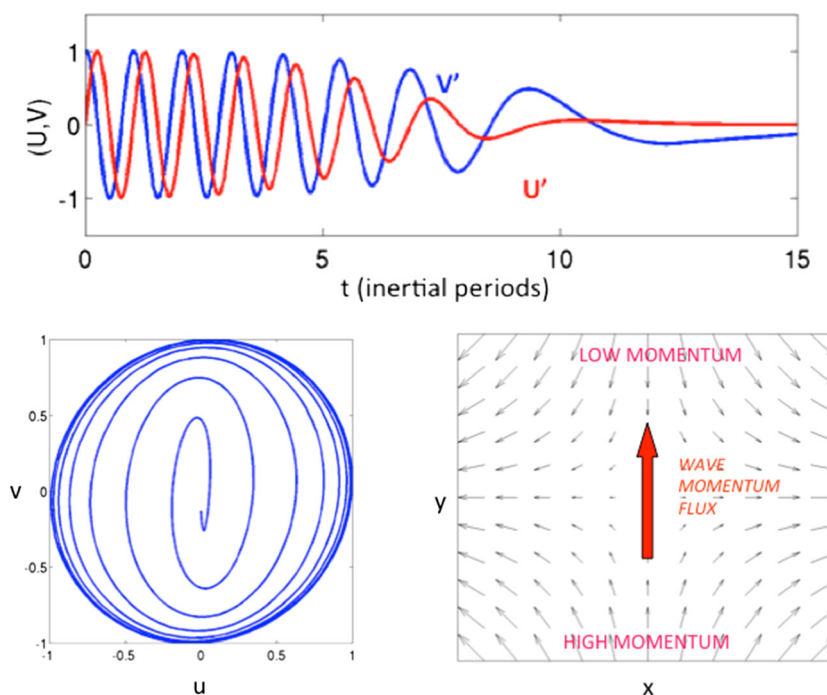 (U,V)
1
0
-1
V'
U'
0
5
10
15
t (inertial periods)
v
1
0.5
0
-0.5
-1
-1
-0.5
0
0.5
1
u
LOW MOMENTUM
y
WAVE
MOMENTUM
FLUX
HIGH MOMENTUM
x